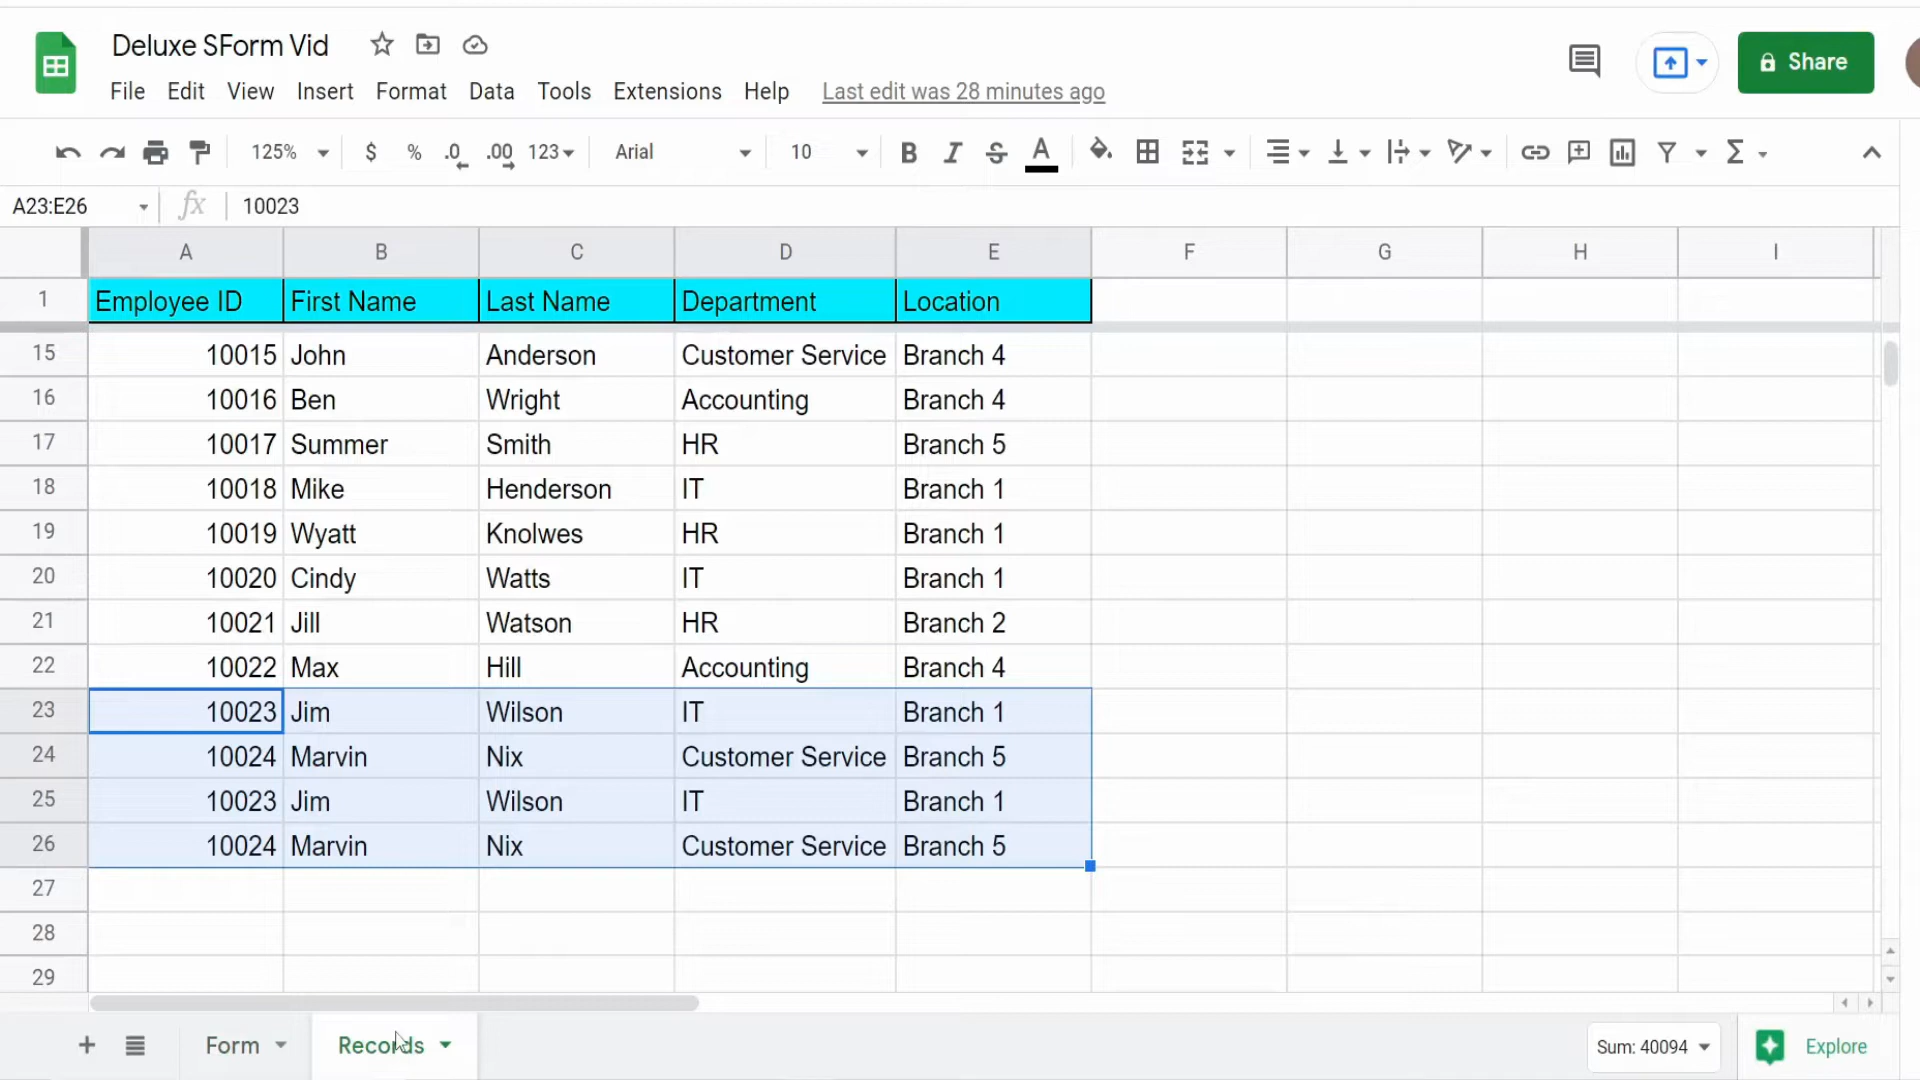 Deluxe SForm Vid
File Edit View Insert Format Data Tools Extensions Help Last edit was 28 minutes ago
Share
125% $ % .0 .00 123 Arial 10 B I S A Σ
A23:E26 fx 10023
A B C D E F G H I
1 Employee ID First Name Last Name Department Location
15 10015 John Anderson Customer Service Branch 4
16 10016 Ben Wright Accounting Branch 4
17 10017 Summer Smith HR Branch 5
18 10018 Mike Henderson IT Branch 1
19 10019 Wyatt Knolwes HR Branch 1
20 10020 Cindy Watts IT Branch 1
21 10021 Jill Watson HR Branch 2
22 10022 Max Hill Accounting Branch 4
23 10023 Jim Wilson IT Branch 1
24 10024 Marvin Nix Customer Service Branch 5
25 10023 Jim Wilson IT Branch 1
26 10024 Marvin Nix Customer Service Branch 5
27
28
29
Form Records Sum: 40094 Explore